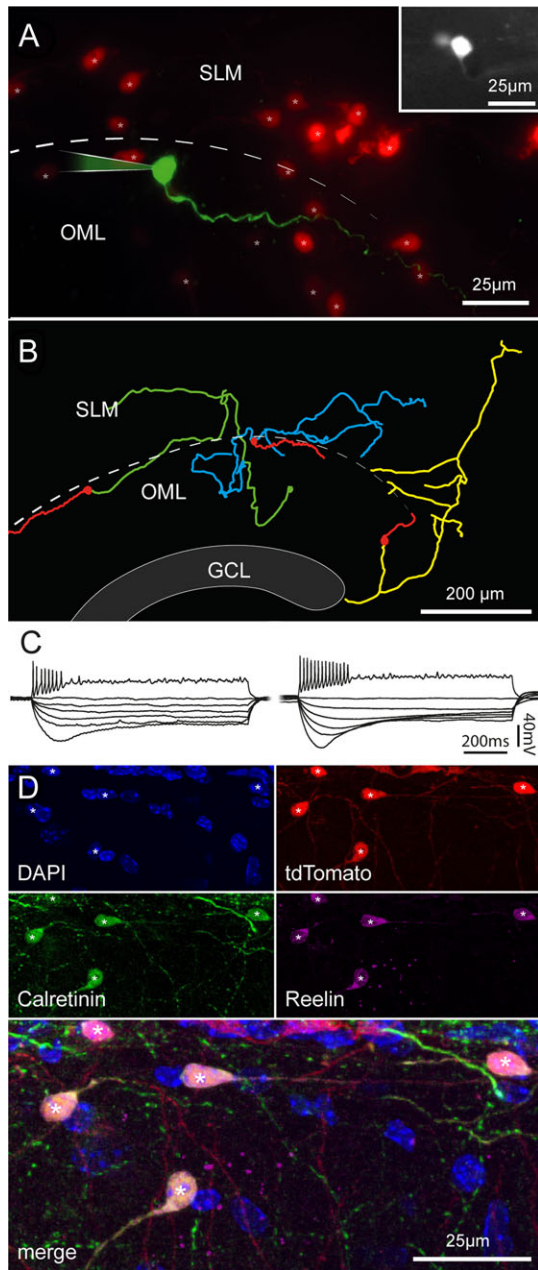 A
SLM
25µm
OML
25µm
B
SLM
OML
GCL
200 µm
C
200ms
40mV
D
DAPI
tdTomato
Calretinin
Reelin
merge
25µm